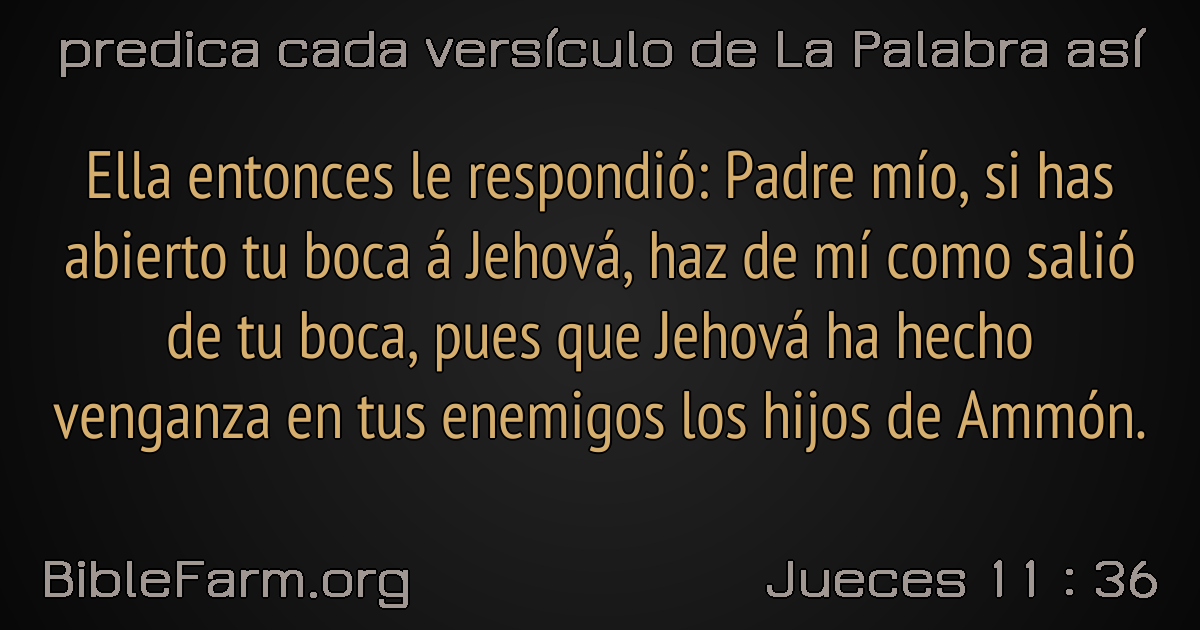 predica cada versículo de La Palabra así
Ella entonces le respondió: Padre mío, si has
abierto tu boca á Jehová, haz de mí como salió
de tu boca, pues que Jehová ha hecho
venganza en tus enemigos los hijos de Ammón.
BibleFarm.org
Jueces 11 : 36